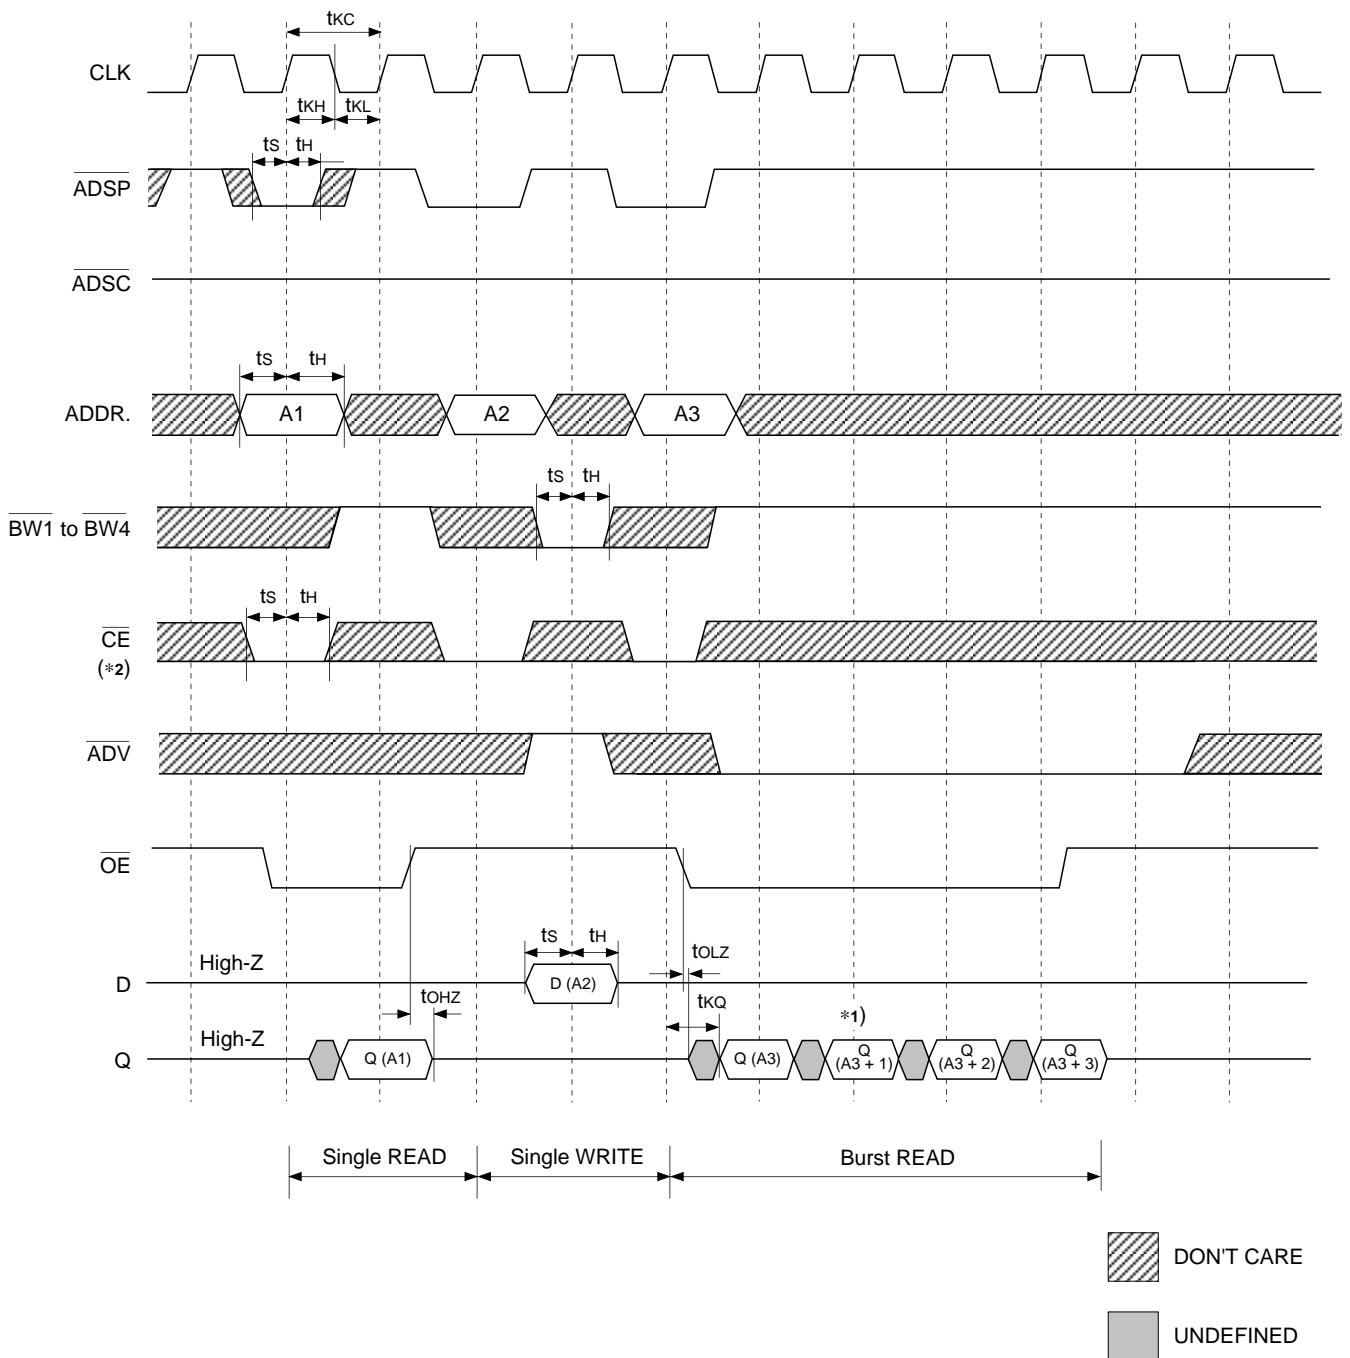 tKC
CLK
tKH tKL
tS tH
ADSP
ADSC
tS tH
ADDR. A1 A2 A3
tS tH
BW1 to BW4
tS tH
CE
(*2)
ADV
OE
tS tH
High-Z tOLZ
D D (A2)
tOHZ tKQ *1)
High-Z
Q Q (A1) Q (A3) Q (A3 + 1) Q (A3 + 2) Q (A3 + 3)
Single READ Single WRITE Burst READ
DON'T CARE
UNDEFINED